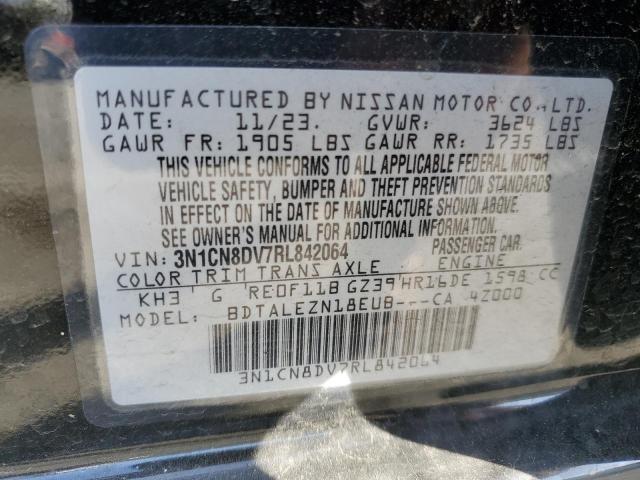 MANUFACTURED BY NISSAN MOTOR CO.,LTD.
DATE: 11/23. GVWR: 3624 LBS
GAWR FR: 1905 LBS GAWR RR: 1735 LBS
THIS VEHICLE CONFORMS TO ALL APPLICABLE FEDERAL MOTOR
VEHICLE SAFETY, BUMPER AND THEFT PREVENTION STANDARDS
IN EFFECT ON THE DATE OF MANUFACTURE SHOWN ABOVE.
SEE OWNER'S MANUAL FOR ADDITIONAL INFORMATION.
VIN: 3N1CN8DV7RL842064 PASSENGER CAR.
COLOR TRIM TRANS AXLE ENGINE
KH3 G RE0F11B GZ39 HR16DE 1598 CC
BDTALEZN18EUB---CA 4Z000
3N1CN8DV7RL842064